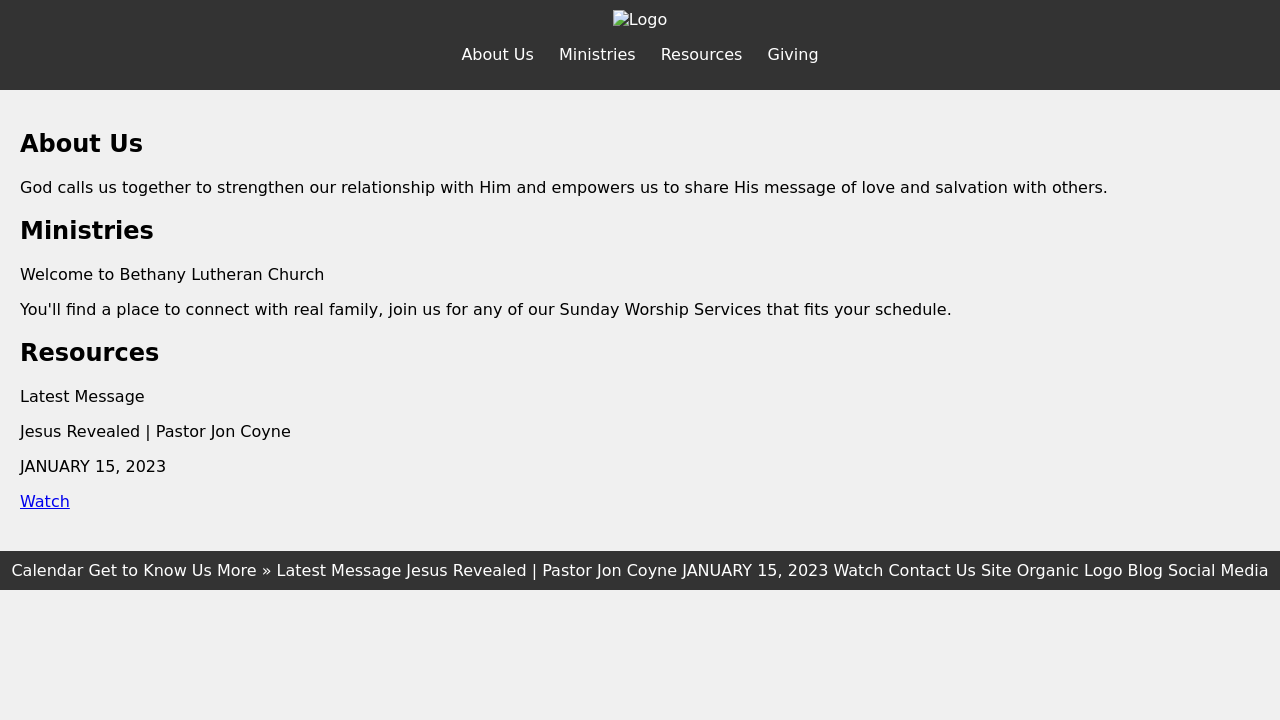 Logo
About Us Ministries Resources Giving
About Us
God calls us together to strengthen our relationship with Him and empowers us to share His message of love and salvation with others.
Ministries
Welcome to Bethany Lutheran Church
You'll find a place to connect with real family, join us for any of our Sunday Worship Services that fits your schedule.
Resources
Latest Message
Jesus Revealed | Pastor Jon Coyne
JANUARY 15, 2023
Watch
Calendar Get to Know Us More » Latest Message Jesus Revealed | Pastor Jon Coyne JANUARY 15, 2023 Watch Contact Us Site Organic Logo Blog Social Media